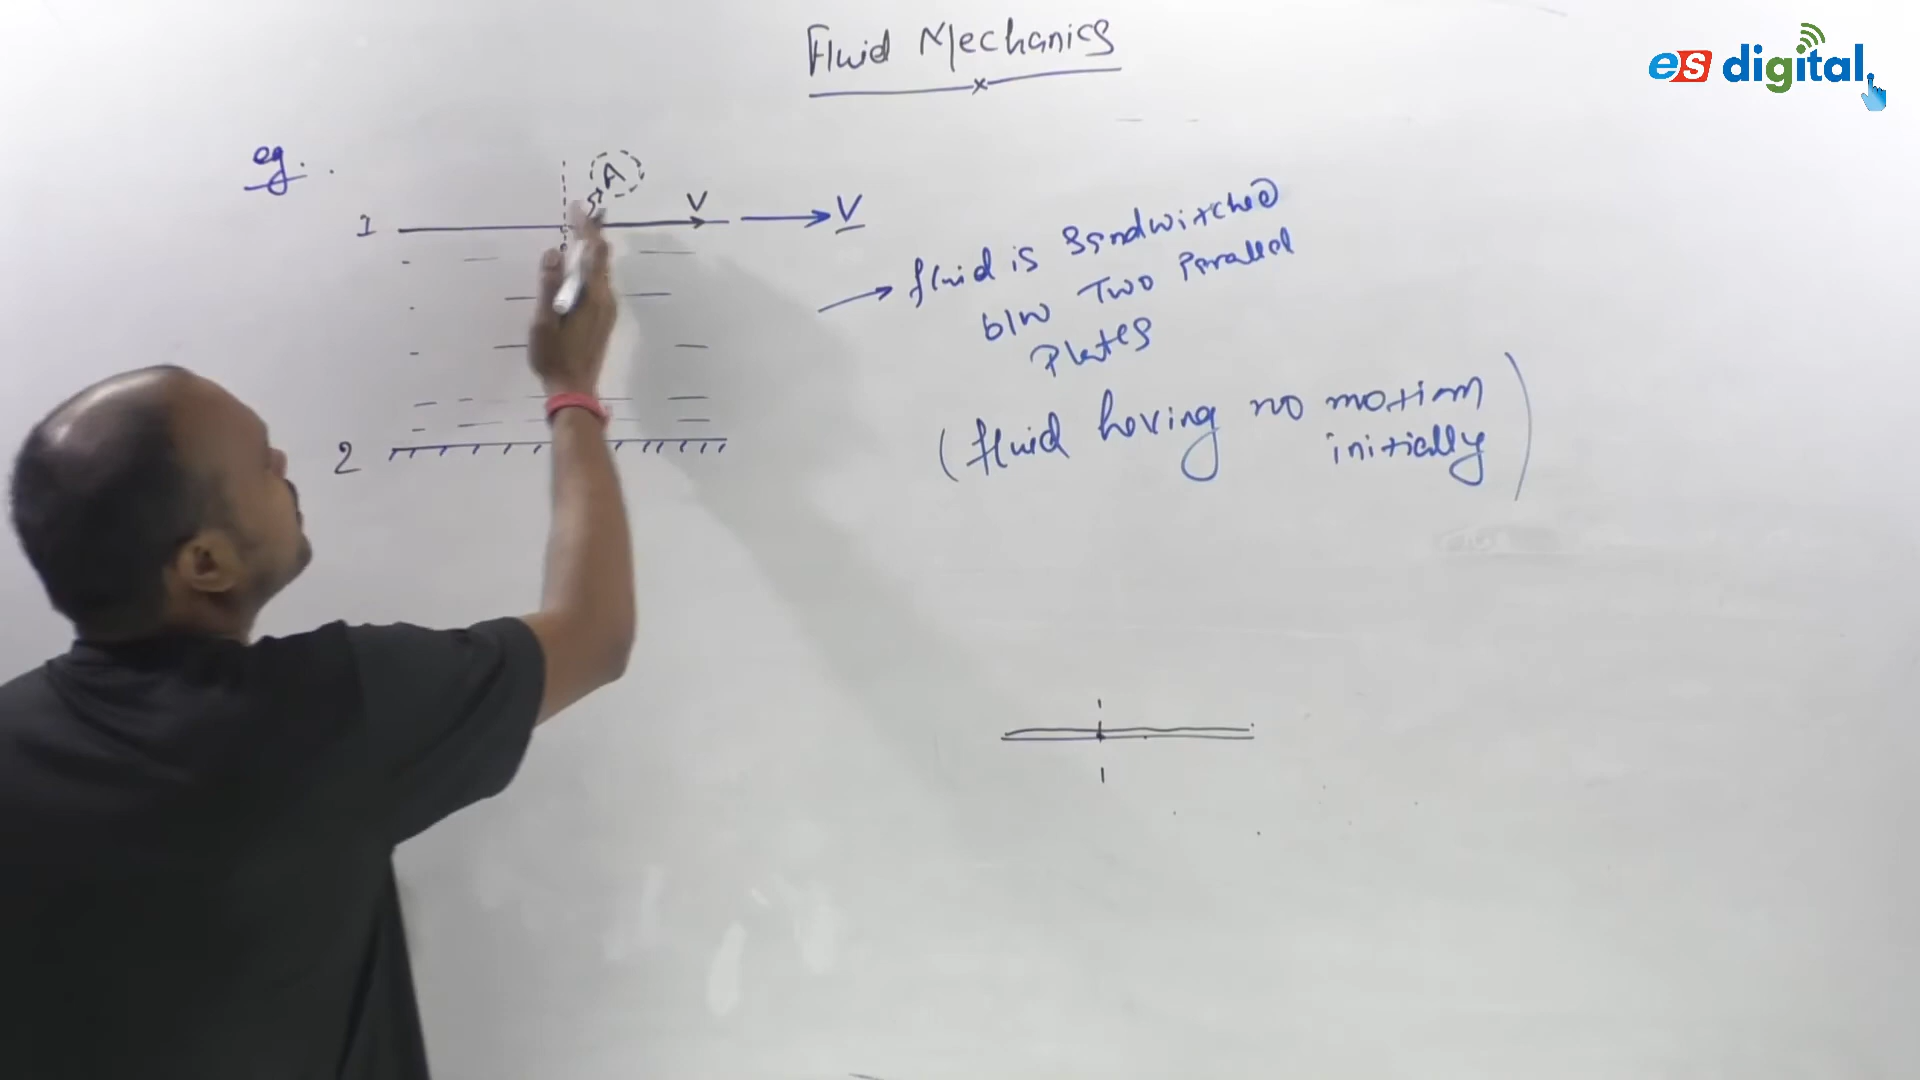 Fluid Mechanics
es digital
eg.
A
1
V
V
fluid is sandwitched
b/w Two Parallel
Plates
(fluid having no motion
initially)
2